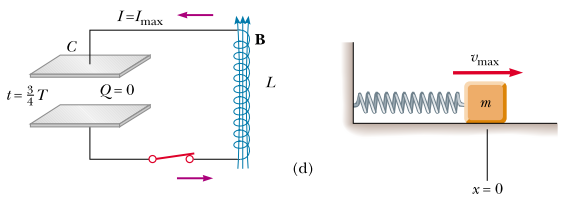 I = I_max
C
B
t = 3/4 T
Q = 0
L
(d)
v_max
m
x = 0